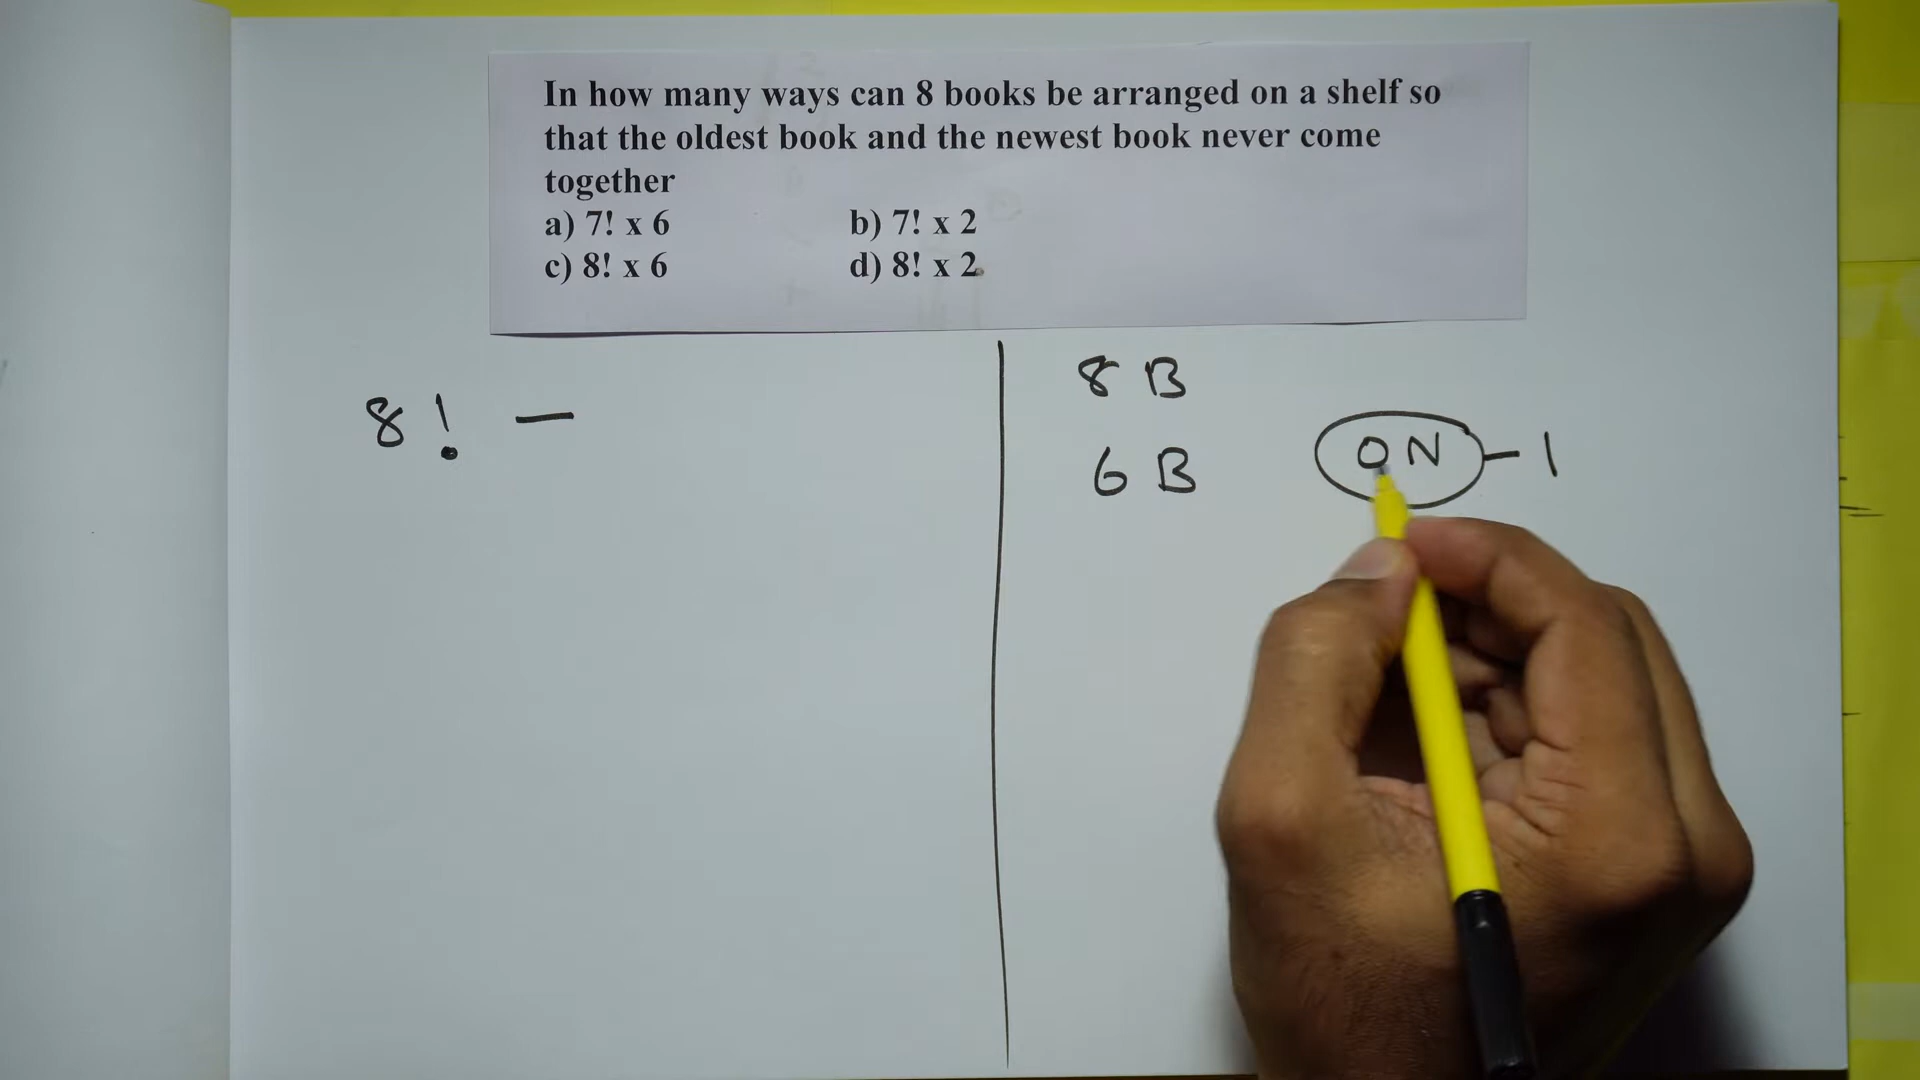 In how many ways can 8 books be arranged on a shelf so
that the oldest book and the newest book never come
together
a) 7! x 6 b) 7! x 2
c) 8! x 6 d) 8! x 2
8! —
8 B
6 B ON – 1